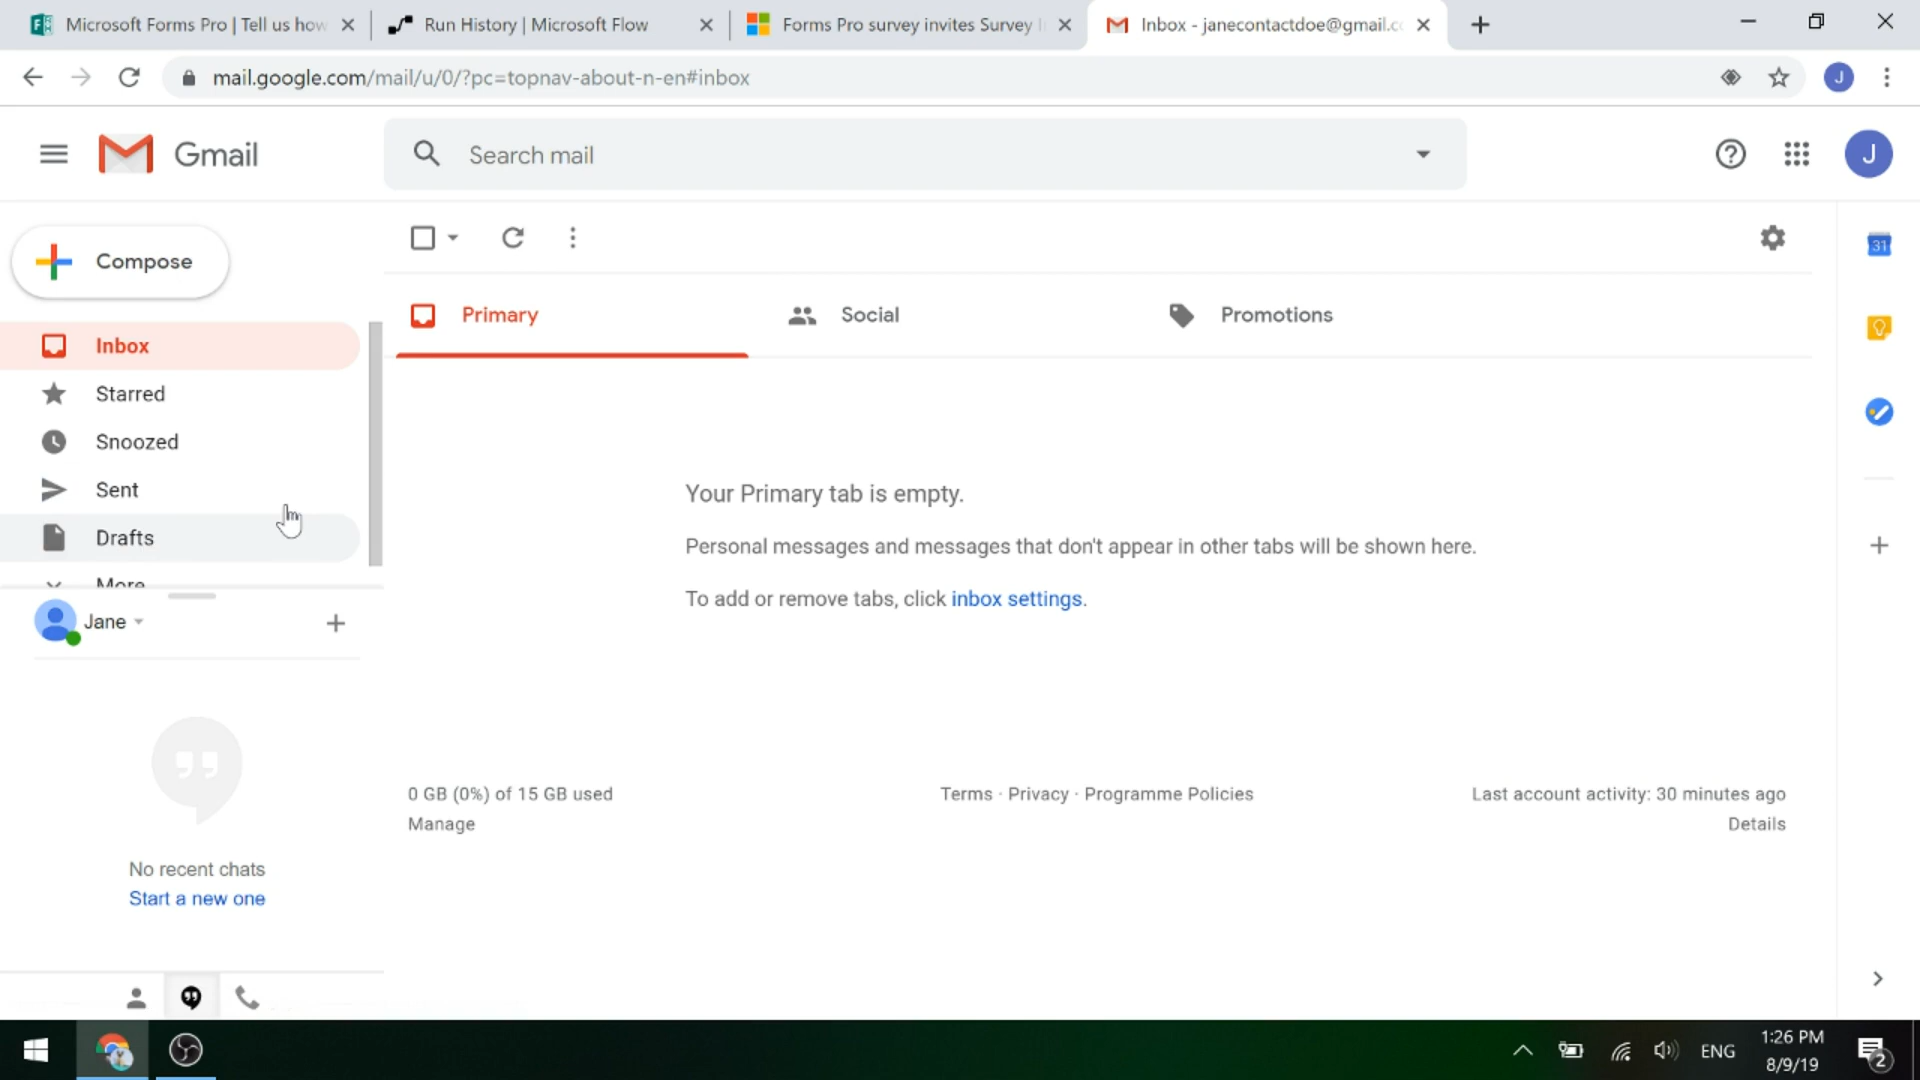 Microsoft Forms Pro | Tell us how
Run History | Microsoft Flow
Forms Pro survey invites Survey
Inbox - janecontactdoe@gmail.c
mail.google.com/mail/u/0/?pc=topnav-about-n-en#inbox
J
Gmail
Search mail
J
Compose
31
Primary
Social
Promotions
Inbox
Starred
Snoozed
Sent
Drafts
More
Your Primary tab is empty.
Personal messages and messages that don't appear in other tabs will be shown here.
To add or remove tabs, click inbox settings.
Jane
0 GB (0%) of 15 GB used
Manage
Terms · Privacy · Programme Policies
Last account activity: 30 minutes ago
Details
No recent chats
Start a new one
ENG
1:26 PM
8/9/19
2